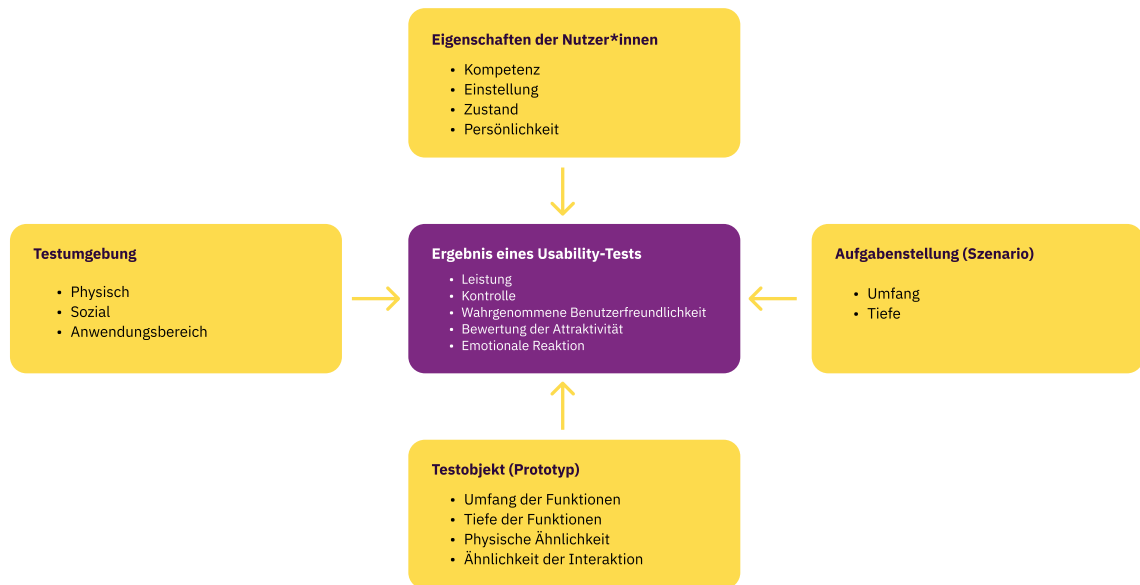 Eigenschaften der Nutzer*innen
• Kompetenz
• Einstellung
• Zustand
• Persönlichkeit
Testumgebung
• Physisch
• Sozial
• Anwendungsbereich
Ergebnis eines Usability-Tests
• Leistung
• Kontrolle
• Wahrgenommene Benutzerfreundlichkeit
• Bewertung der Attraktivität
• Emotionale Reaktion
Aufgabenstellung (Szenario)
• Umfang
• Tiefe
Testobjekt (Prototyp)
• Umfang der Funktionen
• Tiefe der Funktionen
• Physische Ähnlichkeit
• Ähnlichkeit der Interaktion